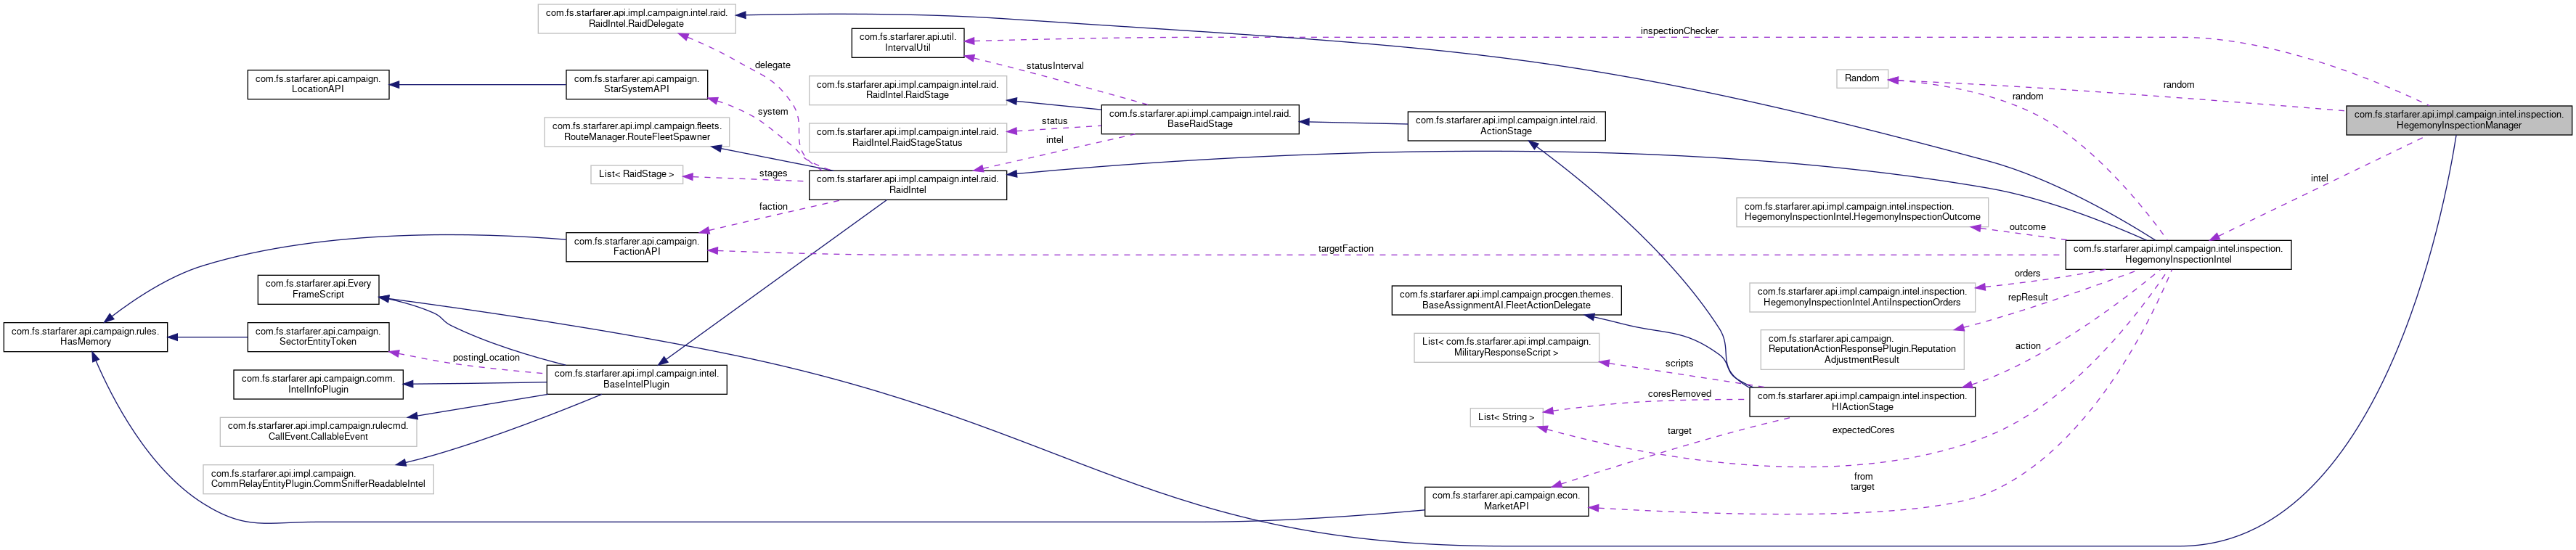 com.fs.starfarer.api.impl.campaign.intel.raid.
RaidIntel.RaidDelegate
com.fs.starfarer.api.util.
IntervalUtil
inspectionChecker
delegate
statusInterval
com.fs.starfarer.api.campaign.
LocationAPI
com.fs.starfarer.api.campaign.
StarSystemAPI
com.fs.starfarer.api.impl.campaign.intel.raid.
RaidIntel.RaidStage
Random
random
random
com.fs.starfarer.api.impl.campaign.intel.inspection.
HegemonyInspectionManager
system
com.fs.starfarer.api.impl.campaign.intel.raid.
BaseRaidStage
com.fs.starfarer.api.impl.campaign.intel.raid.
ActionStage
status
com.fs.starfarer.api.impl.campaign.fleets.
RouteManager.RouteFleetSpawner
com.fs.starfarer.api.impl.campaign.intel.raid.
RaidIntel.RaidStageStatus
intel
List< RaidStage >
stages
com.fs.starfarer.api.impl.campaign.intel.raid.
RaidIntel
intel
faction
com.fs.starfarer.api.impl.campaign.intel.inspection.
HegemonyInspectionIntel.HegemonyInspectionOutcome
outcome
com.fs.starfarer.api.campaign.
FactionAPI
targetFaction
com.fs.starfarer.api.impl.campaign.intel.inspection.
HegemonyInspectionIntel
com.fs.starfarer.api.Every
FrameScript
orders
com.fs.starfarer.api.impl.campaign.procgen.themes.
BaseAssignmentAI.FleetActionDelegate
com.fs.starfarer.api.impl.campaign.intel.inspection.
HegemonyInspectionIntel.AntiInspectionOrders
repResult
com.fs.starfarer.api.campaign.rules.
HasMemory
com.fs.starfarer.api.campaign.
SectorEntityToken
postingLocation
List< com.fs.starfarer.api.impl.campaign.
MilitaryResponseScript >
scripts
com.fs.starfarer.api.campaign.
ReputationActionResponsePlugin.Reputation
AdjustmentResult
action
com.fs.starfarer.api.campaign.comm.
IntelInfoPlugin
com.fs.starfarer.api.impl.campaign.intel.
BaseIntelPlugin
coresRemoved
com.fs.starfarer.api.impl.campaign.intel.inspection.
HIActionStage
com.fs.starfarer.api.impl.campaign.rulecmd.
CallEvent.CallableEvent
List< String >
target
expectedCores
com.fs.starfarer.api.impl.campaign.
CommRelayEntityPlugin.CommSnifferReadableIntel
from
target
com.fs.starfarer.api.campaign.econ.
MarketAPI